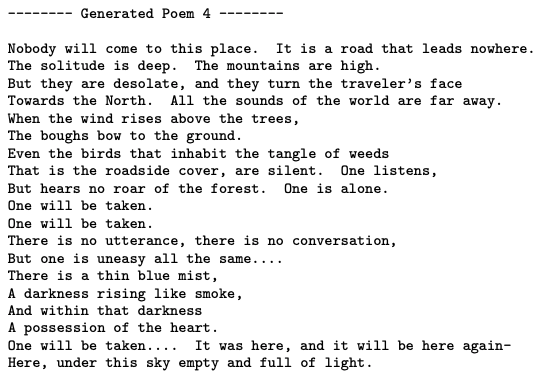 -------- Generated Poem 4 --------
Nobody will come to this place.  It is a road that leads nowhere.
The solitude is deep.  The mountains are high.
But they are desolate, and they turn the traveler's face
Towards the North.  All the sounds of the world are far away.
When the wind rises above the trees,
The boughs bow to the ground.
Even the birds that inhabit the tangle of weeds
That is the roadside cover, are silent.  One listens,
But hears no roar of the forest.  One is alone.
One will be taken.
One will be taken.
There is no utterance, there is no conversation,
But one is uneasy all the same....
There is a thin blue mist,
A darkness rising like smoke,
And within that darkness
A possession of the heart.
One will be taken....  It was here, and it will be here again-
Here, under this sky empty and full of light.